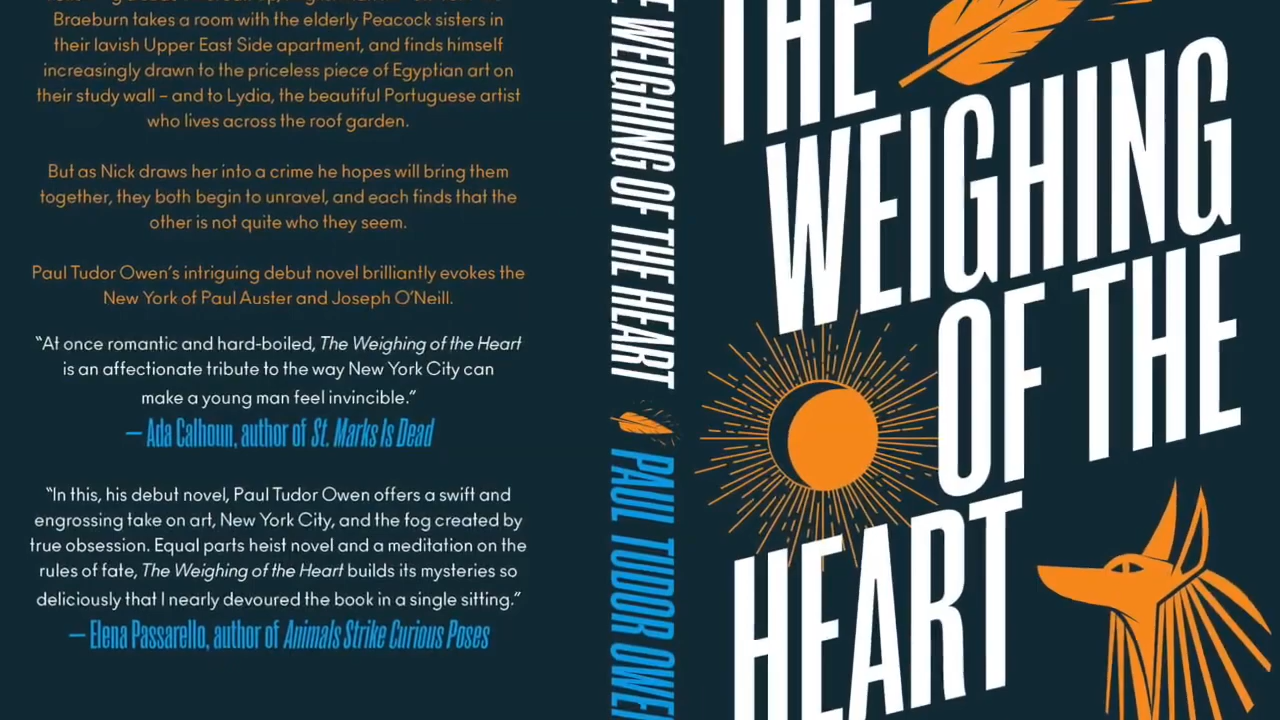 Braeburn takes a room with the elderly Peacock sisters in
their lavish Upper East Side apartment, and finds himself
increasingly drawn to the priceless piece of Egyptian art on
their study wall – and to Lydia, the beautiful Portuguese artist
who lives across the roof garden.
But as Nick draws her into a crime he hopes will bring them
together, they both begin to unravel, and each finds that the
other is not quite who they seem.
Paul Tudor Owen's intriguing debut novel brilliantly evokes the
New York of Paul Auster and Joseph O'Neill.
“At once romantic and hard-boiled, The Weighing of the Heart
is an affectionate tribute to the way New York City can
make a young man feel invincible.”
— Ada Calhoun, author of St. Marks Is Dead
“In this, his debut novel, Paul Tudor Owen offers a swift and
engrossing take on art, New York City, and the fog created by
true obsession. Equal parts heist novel and a meditation on the
rules of fate, The Weighing of the Heart builds its mysteries so
deliciously that I nearly devoured the book in a single sitting.”
— Elena Passarello, author of Animals Strike Curious Poses
WEIGHING OF THE HEART
PAUL TUDOR OWE
THE
WEIGHING
OF THE
HEART